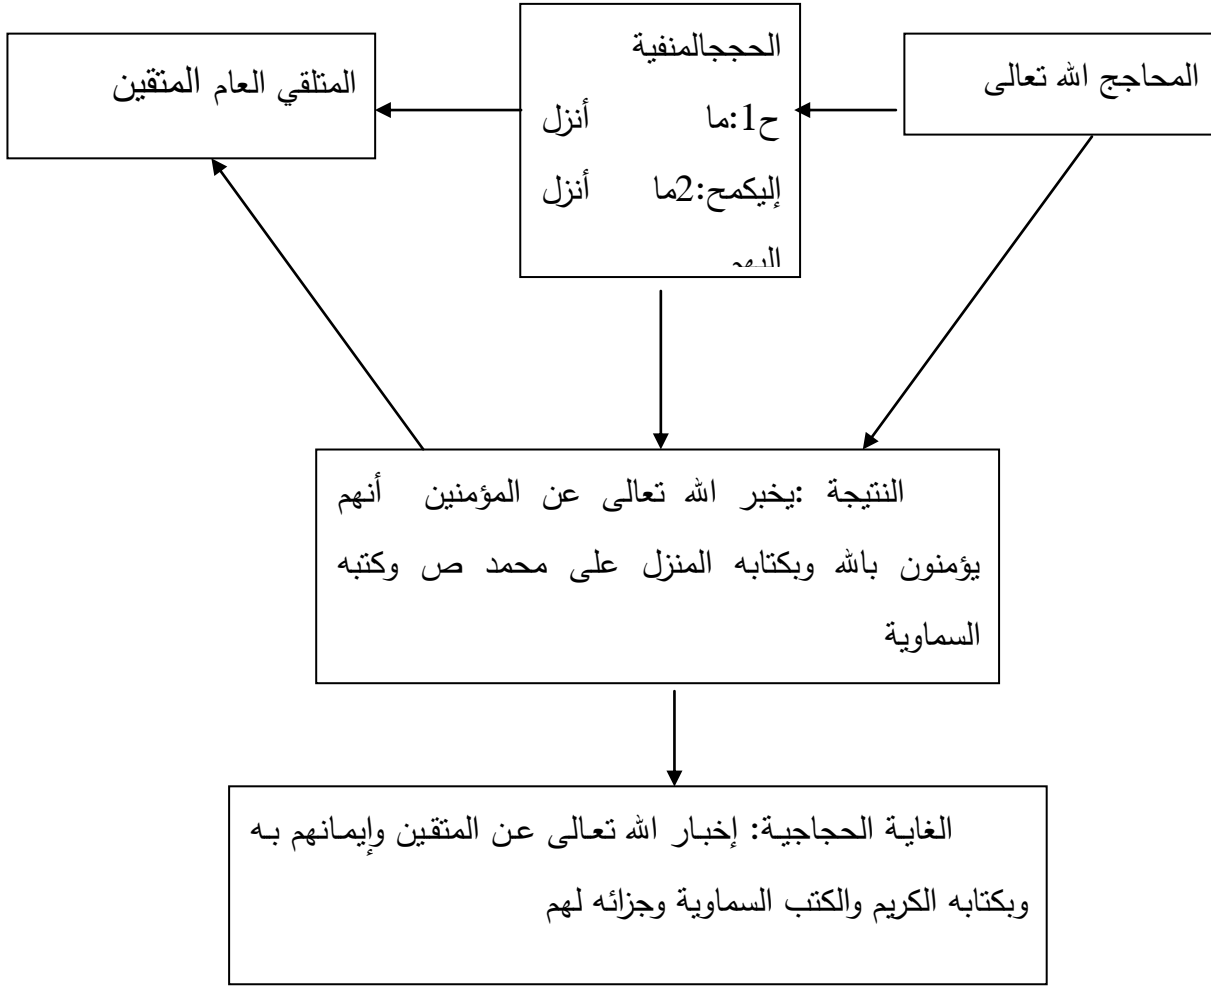 المحاجج الله تعالى
الحججالمنفية
ح1:ما أنزل
إليكمح:2ما أنزل
إليهم
المتلقي العام المتقين
النتيجة :يخبر الله تعالى عن المؤمنين أنهم
يؤمنون بالله وبكتابه المنزل على محمد ص وكتبه
السماوية
الغاية الحجاجية: إخبار الله تعالى عن المتقين وإيمانهم به
وبكتابه الكريم والكتب السماوية وجزائه لهم